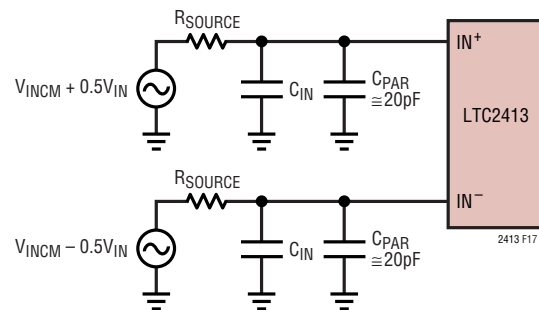 RSOURCE
IN+
VINCM + 0.5VIN
CIN
CPAR
≅20pF
LTC2413
RSOURCE
IN−
VINCM − 0.5VIN
CIN
CPAR
≅20pF
2413 F17